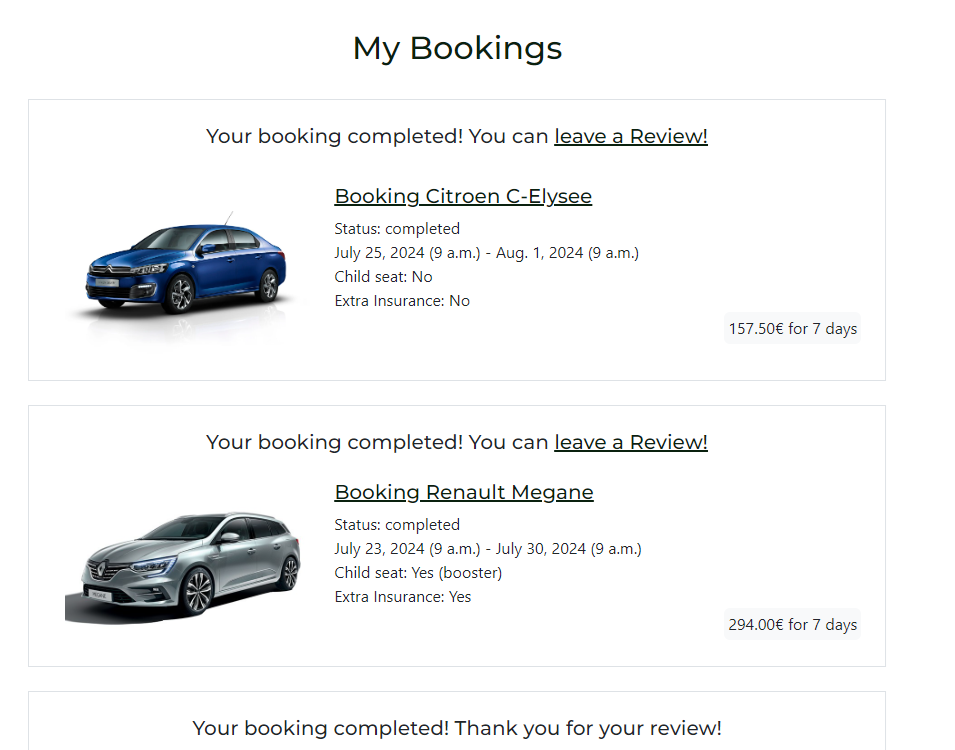 My Bookings
Your booking completed! You can leave a Review!
Booking Citroen C-Elysee
Status: completed
July 25, 2024 (9 a.m.) - Aug. 1, 2024 (9 a.m.)
Child seat: No
Extra Insurance: No
157.50€ for 7 days
Your booking completed! You can leave a Review!
Booking Renault Megane
Status: completed
July 23, 2024 (9 a.m.) - July 30, 2024 (9 a.m.)
Child seat: Yes (booster)
Extra Insurance: Yes
MEGANE
294.00€ for 7 days
Your booking completed! Thank you for your review!